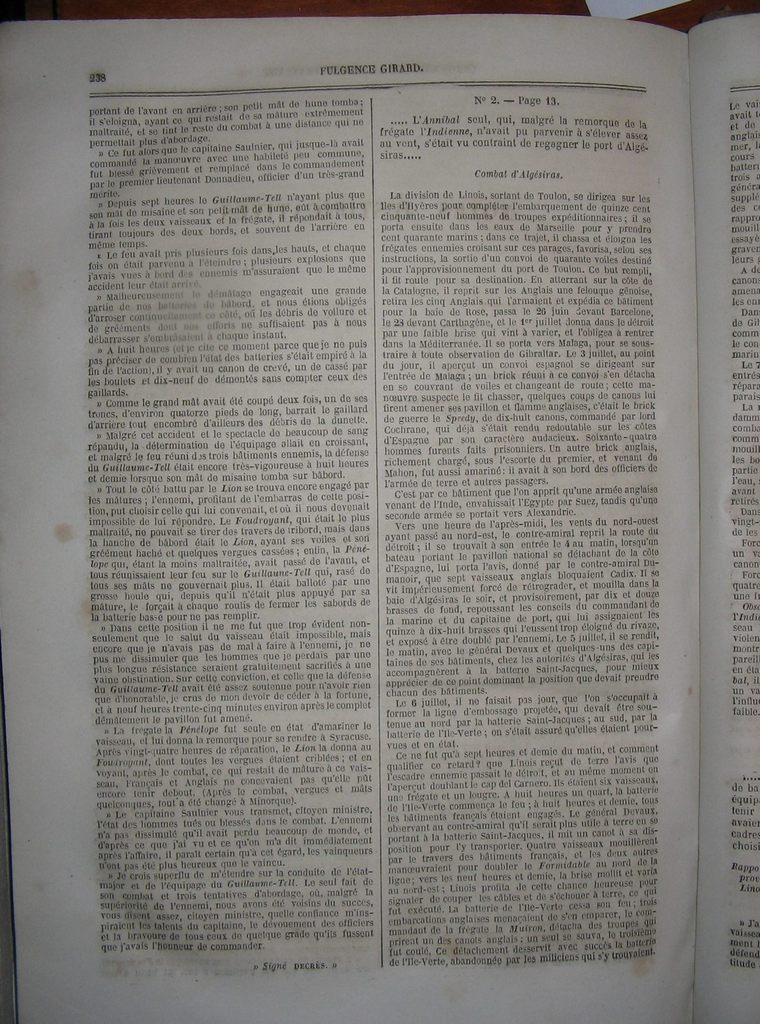 238
FULGENCE GIRARD.
portant de l'avant en arrière ; son petit mât de hune tomba ;
il s'éloigna, ayant ce qui restait de sa mâture extrêmement
maltraité, et se tint le reste du combat à une distance qui ne
permettait plus d'abordage.
» Ce fut alors que le capitaine Saulnier, qui jusque-là avait
commandé la manœuvre avec une habileté peu commune,
fut blessé grièvement et remplacé dans le commandement
par le premier lieutenant Donnadieu, officier d'un très-grand
mérite.
» Depuis sept heures le Guillaume-Tell n'ayant plus que
son mât de misaine et son petit mât de hune, eût à combattre
à la fois les deux vaisseaux et la frégate, il répondait à tous,
tirant toujours des deux bords, et souvent de l'arrière en
même temps.
» Le feu avait pris plusieurs fois dans les hauts, et chaque
fois on était parvenu à l'éteindre ; plusieurs explosions que
j'avais vues à bord des ennemis m'assuraient que le même
accident leur était arrivé.
» Malheureusement le démâtage engageait une grande
partie de nos batteries de bâbord, et nous étions obligés
d'arroser continuellement ce côté, où les débris de voilure et
de gréements dont nos efforts ne suffisaient pas à nous
débarrasser s'embrasaient à chaque instant.
» A huit heures (et je cite ce moment parce que je ne puis
pas préciser de combien l'état des batteries s'était empiré à la
fin de l'action), il y avait un canon de crevé, un de cassé par
les boulets et dix-neuf de démontés sans compter ceux des
gaillards.
» Comme le grand mât avait été coupé deux fois, un de ses
troncs, d'environ quatorze pieds de long, barrait le gaillard
d'arrière tout encombré d'ailleurs des débris de la dunette.
» Malgré cet accident et le spectacle de beaucoup de sang
répandu, la détermination de l'équipage allait en croissant,
et malgré le feu réuni des trois bâtiments ennemis, la défense
du Guillaume-Tell était encore très-vigoureuse à huit heures
et demie lorsque son mât de misaine tomba sur bâbord.
» Tout le côté battu par le Lion se trouva encore engagé par
les mâtures ; l'ennemi, profitant de l'embarras de cette posi-
tion, put choisir celle qui lui convenait, et où il nous devenait
impossible de lui répondre. Le Foudroyant, qui était le plus
maltraité, ne pouvait se tirer des travers de tribord, mais dans
la hanche de bâbord était le Lion, ayant ses voiles et son
gréement haché et quelques vergues cassées ; enfin, la Péné-
lope qui, étant la moins maltraitée, avait passé de l'avant, et
tous réunissaient leur feu sur le Guillaume-Tell qui, rasé de
tous ses mâts ne gouvernait plus. Il était balloté par une
grosse houle qui, depuis qu'il n'était plus appuyé par sa
mâture, le forçait à chaque roulis de fermer les sabords de
la batterie basse pour ne pas remplir.
» Dans cette position il ne me fut que trop évident non-
seulement que le salut du vaisseau était impossible, mais
encore que je n'avais pas de mal à faire à l'ennemi, je ne
pus me dissimuler que les hommes que je perdais par une
plus longue résistance seraient gratuitement sacrifiés à une
vaine obstination. Sur cette conviction, et celle que la défense
du Guillaume-Tell avait été assez soutenue pour n'avoir rien
que d'honorable, je crus de mon devoir de céder à la fortune,
et à neuf heures trente-cinq minutes environ après le complet
démâtement le pavillon fut amené.
» La frégate la Pénélope fut seule en état d'amariner le
vaisseau, et lui donna la remorque pour se rendre à Syracuse.
Après vingt-quatre heures de réparation, le Lion la donna au
Foudroyant, dont toutes les vergues étaient criblées ; et en
voyant, après le combat, ce qui restait de mâture à ce vais-
seau, Français et Anglais ne concevaient pas qu'elle pût
encore tenir debout. (Après le combat, vergues et mâts
quelconques, tout a été changé à Minorque).
» Le capitaine Saulnier vous transmet, citoyen ministre,
l'état des hommes tués ou blessés dans le combat. L'ennemi
n'a pas dissimulé qu'il avait perdu beaucoup de monde, et
d'après ce que j'ai vu et ce qu'on m'a dit immédiatement
après l'affaire, il paraît certain qu'à cet égard, les vainqueurs
n'ont pas été plus heureux que le vaincu.
» Je crois superflu de m'étendre sur la conduite de l'état-
major et de l'équipage du Guillaume-Tell. Le seul fait de
son combat et trois tentatives d'abordage, où, malgré la
supériorité de l'ennemi, nous avons été voisins du succès,
vous disent assez, citoyen ministre, quelle confiance m'ins-
piraient les talents du capitaine, le dévouement des officiers
et la bravoure de tous ceux de quelque grade qu'ils fussent
que j'avais l'honneur de commander.
» Signé DECRÈS. »
N° 2. — Page 13.
..... L'Annibal seul, qui, malgré la remorque de la
frégate l'Indienne, n'avait pu parvenir à s'élever assez
au vent, s'était vu contraint de regagner le port d'Algé-
siras.....
Combat d'Algésiras.
La division de Linois, sortant de Toulon, se dirigea sur les
îles d'Hyères pour compléter l'embarquement de quinze cent
cinquante-neuf hommes de troupes expéditionnaires ; il se
porta ensuite dans les eaux de Marseille pour y prendre
cent quarante marins ; dans ce trajet, il chassa et éloigna les
frégates ennemies croisant sur ces parages, favorisa, selon ses
instructions, la sortie d'un convoi de quarante voiles destiné
pour l'approvisionnement du port de Toulon. Ce but rempli,
il fit route pour sa destination. En atterrant sur la côte de
la Catalogne, il reprit sur les Anglais une felouque génoise,
retira les cinq Anglais qui l'armaient et expédia ce bâtiment
pour la baie de Rose, passa le 26 juin devant Barcelone,
le 28 devant Carthagène, et le 1er juillet donna dans le détroit
par une faible brise qui vint à varier, et l'obligea à rentrer
dans la Méditerranée. Il se porta vers Malaga, pour se sous-
traire à toute observation de Gibraltar. Le 3 juillet, au point
du jour, il aperçut un convoi espagnol se dirigeant sur
l'entrée de Malaga ; un brick réuni à ce convoi s'en détacha
en se couvrant de voiles et changeant de route ; cette ma-
nœuvre suspecte le fit chasser, quelques coups de canons lui
firent amener ses pavillon et flamme anglaises, c'était le brick
de guerre le Speedy, de dix-huit canons, commandé par lord
Cochrane, qui déjà s'était rendu redoutable sur les côtes
d'Espagne par son caractère audacieux. Soixante-quatre
hommes furents faits prisonniers. Un autre brick anglais,
richement chargé, sous l'escorte du premier, et venant de
Mahon, fut aussi amariné ; il avait à son bord des officiers de
l'armée de terre et autres passagers.
C'est par ce bâtiment que l'on apprit qu'une armée anglaise
venant de l'Inde, envahissait l'Egypte par Suez, tandis qu'une
seconde armée se portait vers Alexandrie.
Vers une heure de l'après-midi, les vents du nord-ouest
ayant passé au nord-est, le contre-amiral reprit la route du
détroit ; il se trouvait à son entrée le 4 au matin, lorsqu'un
bateau portant le pavillon national se détachant de la côte
d'Espagne, lui porta l'avis, donné par le contre-amiral Du-
manoir, que sept vaisseaux anglais bloquaient Cadix. Il se
vit impérieusement forcé de rétrograder, et mouilla dans la
baie d'Algésiras le soir, et provisoirement, par dix et douze
brasses de fond, repoussant les conseils du commandant de
la marine et du capitaine de port, qui lui assignaient les
quinze à dix-huit brasses qui l'eussent trop éloigné du rivage,
et exposé à être doublé par l'ennemi. Le 5 juillet, il se rendit,
le matin, avec le général Devaux et quelques-uns des capi-
taines de ses bâtiments, chez les autorités d'Algésiras, qui les
accompagnèrent à la batterie Saint-Jacques, pour mieux
apprécier de ce point dominant la position que devait prendre
chacun des bâtiments.
Le 6 juillet, il ne faisait pas jour, que l'on s'occupait à
former la ligne d'embossage projetée, qui devait être sou-
tenue au nord par la batterie Saint-Jacques ; au sud, par la
batterie de l'Ile-Verte ; on s'était assuré qu'elles étaient pour-
vues et en état.
Ce ne fut qu'à sept heures et demie du matin, et comment
qualifier ce retard? que Linois reçut de terre l'avis que
l'escadre ennemie passait le détroit, et au même moment on
l'aperçut doublant le cap del Carnero. Ils étaient six vaisseaux,
une frégate et un lougre. A huit heures un quart, la batterie
de l'Ile-Verte commença le feu ; à huit heures et demie, tous
les bâtiments français étaient engagés. Le général Devaux,
observant au contre-amiral qu'il serait plus utile à terre en se
portant à la batterie Saint-Jacques, il mit un canot à sa dis-
position pour l'y transporter. Quatre vaisseaux mouillèrent
par le travers des bâtiments français, et les deux autres
manœuvraient pour doubler le Formidable au nord de la
ligne ; vers les neuf heures et demie, la brise mollit et varia
au nord-est ; Linois profita de cette chance heureuse pour
signaler de couper les câbles et de s'échouer à terre, ce qui
fut exécuté. La batterie de l'Ile-Verte cessa son feu ; trois
embarcations anglaises menaçaient de s'en emparer, le com-
mandant de la frégate la Muiron, détacha des troupes qui
prirent un des canots anglais ; un seul se sauva, le troisième
fut coulé. Ce détachement desservit avec succès la batterie
de l'Ile-Verte, abandonnée par les miliciens qui s'y trouvaient.